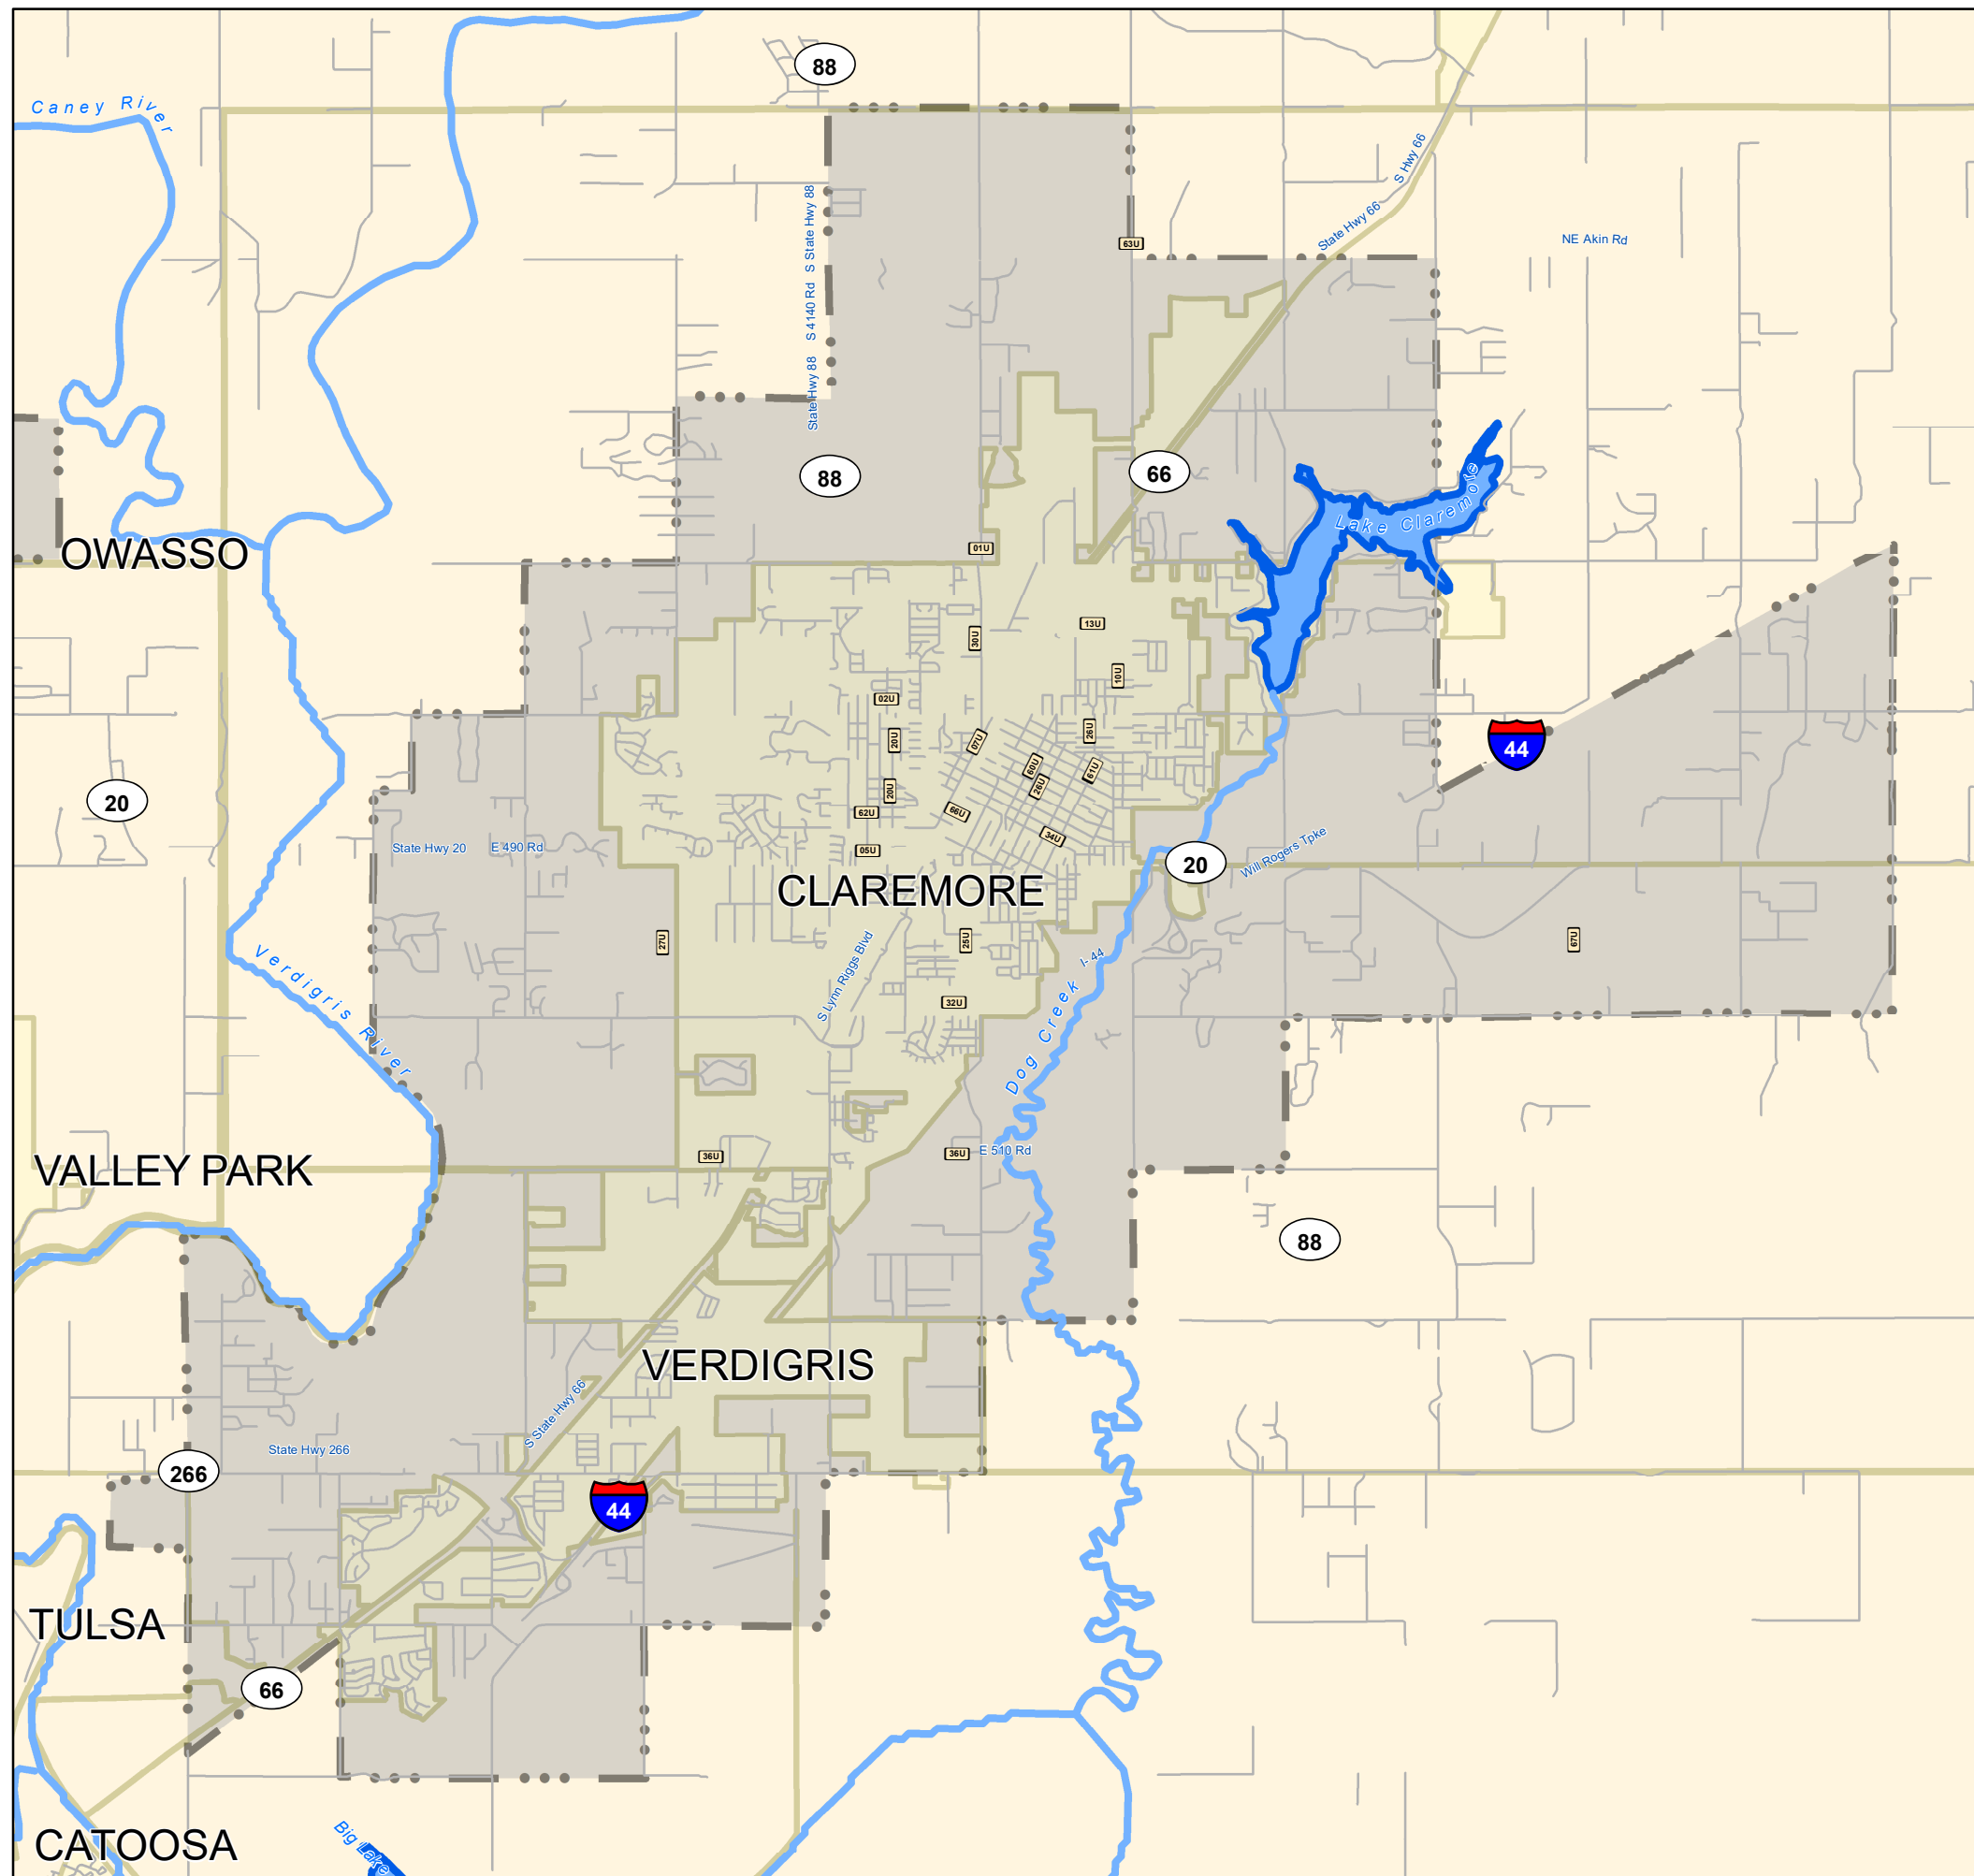 88
Caney River
S Hwy 66
State Hwy 66
NE Akin Rd
63U
S State Hwy 88
S 4140 Rd
State Hwy 88
88
66
Lake Claremore
OWASSO
01U
13U
30U
10U
02U
20U
07U
26U
44
60U
61U
26U
20U
20
62U
66U
34U
State Hwy 20
E 490 Rd
05U
20
Will Rogers Tpke
CLAREMORE
27U
25U
67U
S Lynn Riggs Blvd
I- 44
Verdigris River
32U
Dog Creek
36U
36U
E 510 Rd
VALLEY PARK
88
VERDIGRIS
S State Hwy 66
State Hwy 266
266
44
TULSA
66
CATOOSA
Big Lake